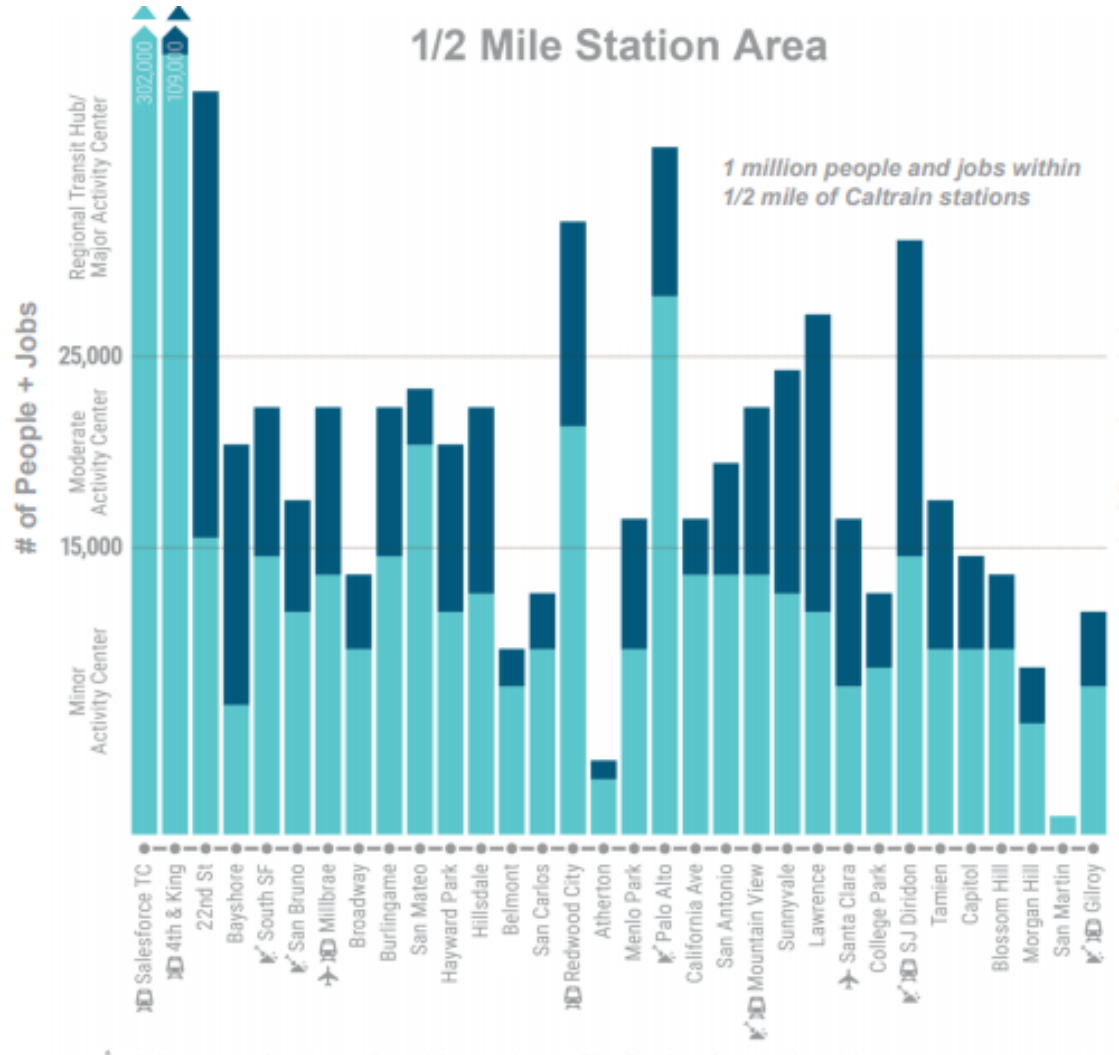 1/2 Mile Station Area
302,000
109,000
1 million people and jobs within
1/2 mile of Caltrain stations
# of People + Jobs
Regional Transit Hub/
Major Activity Center
25,000
Moderate
Activity Center
15,000
Minor
Activity Center
Salesforce TC
4th & King
22nd St
Bayshore
South SF
San Bruno
Millbrae
Broadway
Burlingame
San Mateo
Hayward Park
Hillsdale
Belmont
San Carlos
Redwood City
Atherton
Menlo Park
Palo Alto
California Ave
San Antonio
Mountain View
Sunnyvale
Lawrence
Santa Clara
College Park
SJ Diridon
Tamien
Capitol
Blossom Hill
Morgan Hill
San Martin
Gilroy